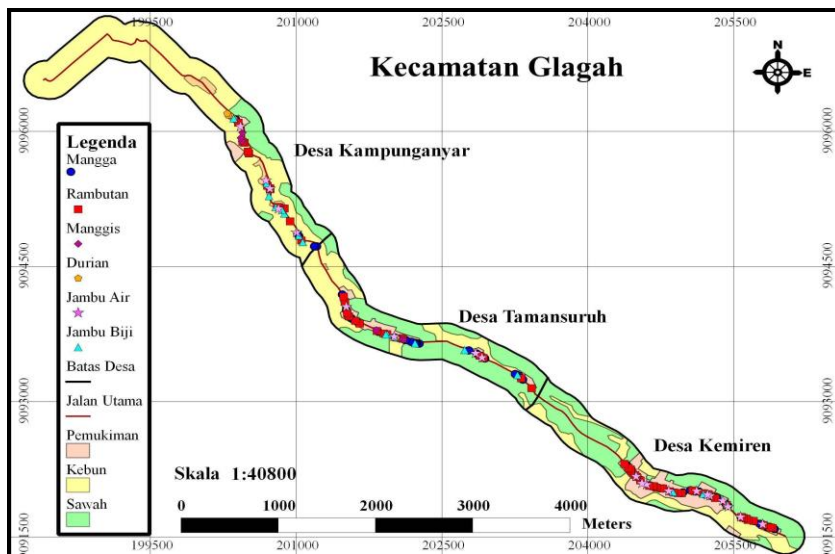 199500 201000 202500 204000 205500
Kecamatan Glagah
N
E
9096000 9096000
Legenda
Mangga
Rambutan
Manggis
Durian
Jambu Air
Jambu Biji
Batas Desa
Jalan Utama
Pemukiman
Kebun
Sawah
Desa Kampunganyar
9094500 9094500
Desa Tamansuruh
9093000 9093000
Desa Kemiren
Skala 1:40800
0 1000 2000 3000 4000
Meters
9091500 9091500
199500 201000 202500 204000 205500